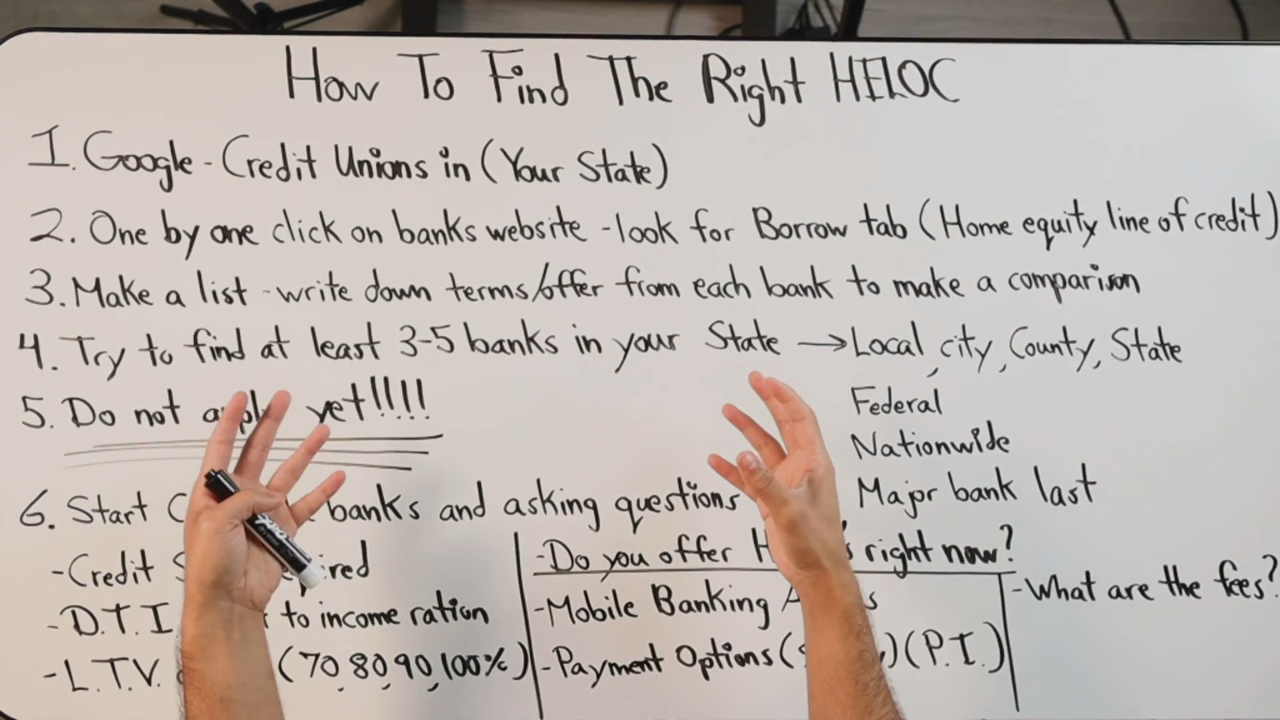 How To Find The Right HELOC
1. Google - Credit Unions in (Your State)
2. One by one click on banks website - look for Borrow tab (Home equity line of credit)
3. Make a list - write down terms/offer from each bank to make a comparison
4. Try to find at least 3-5 banks in your State → Local, city, County, State
Federal
Nationwide
Major bank last
5. Do not yet!!!!
6. Start banks and asking questions
- Credit
- D.T.I to income ration
- L.T.V. (70,80,90,100%)
- Do you offer right now?
- Mobile Banking
- Payment Options (P.I.)
- What are the fees?
EXPO